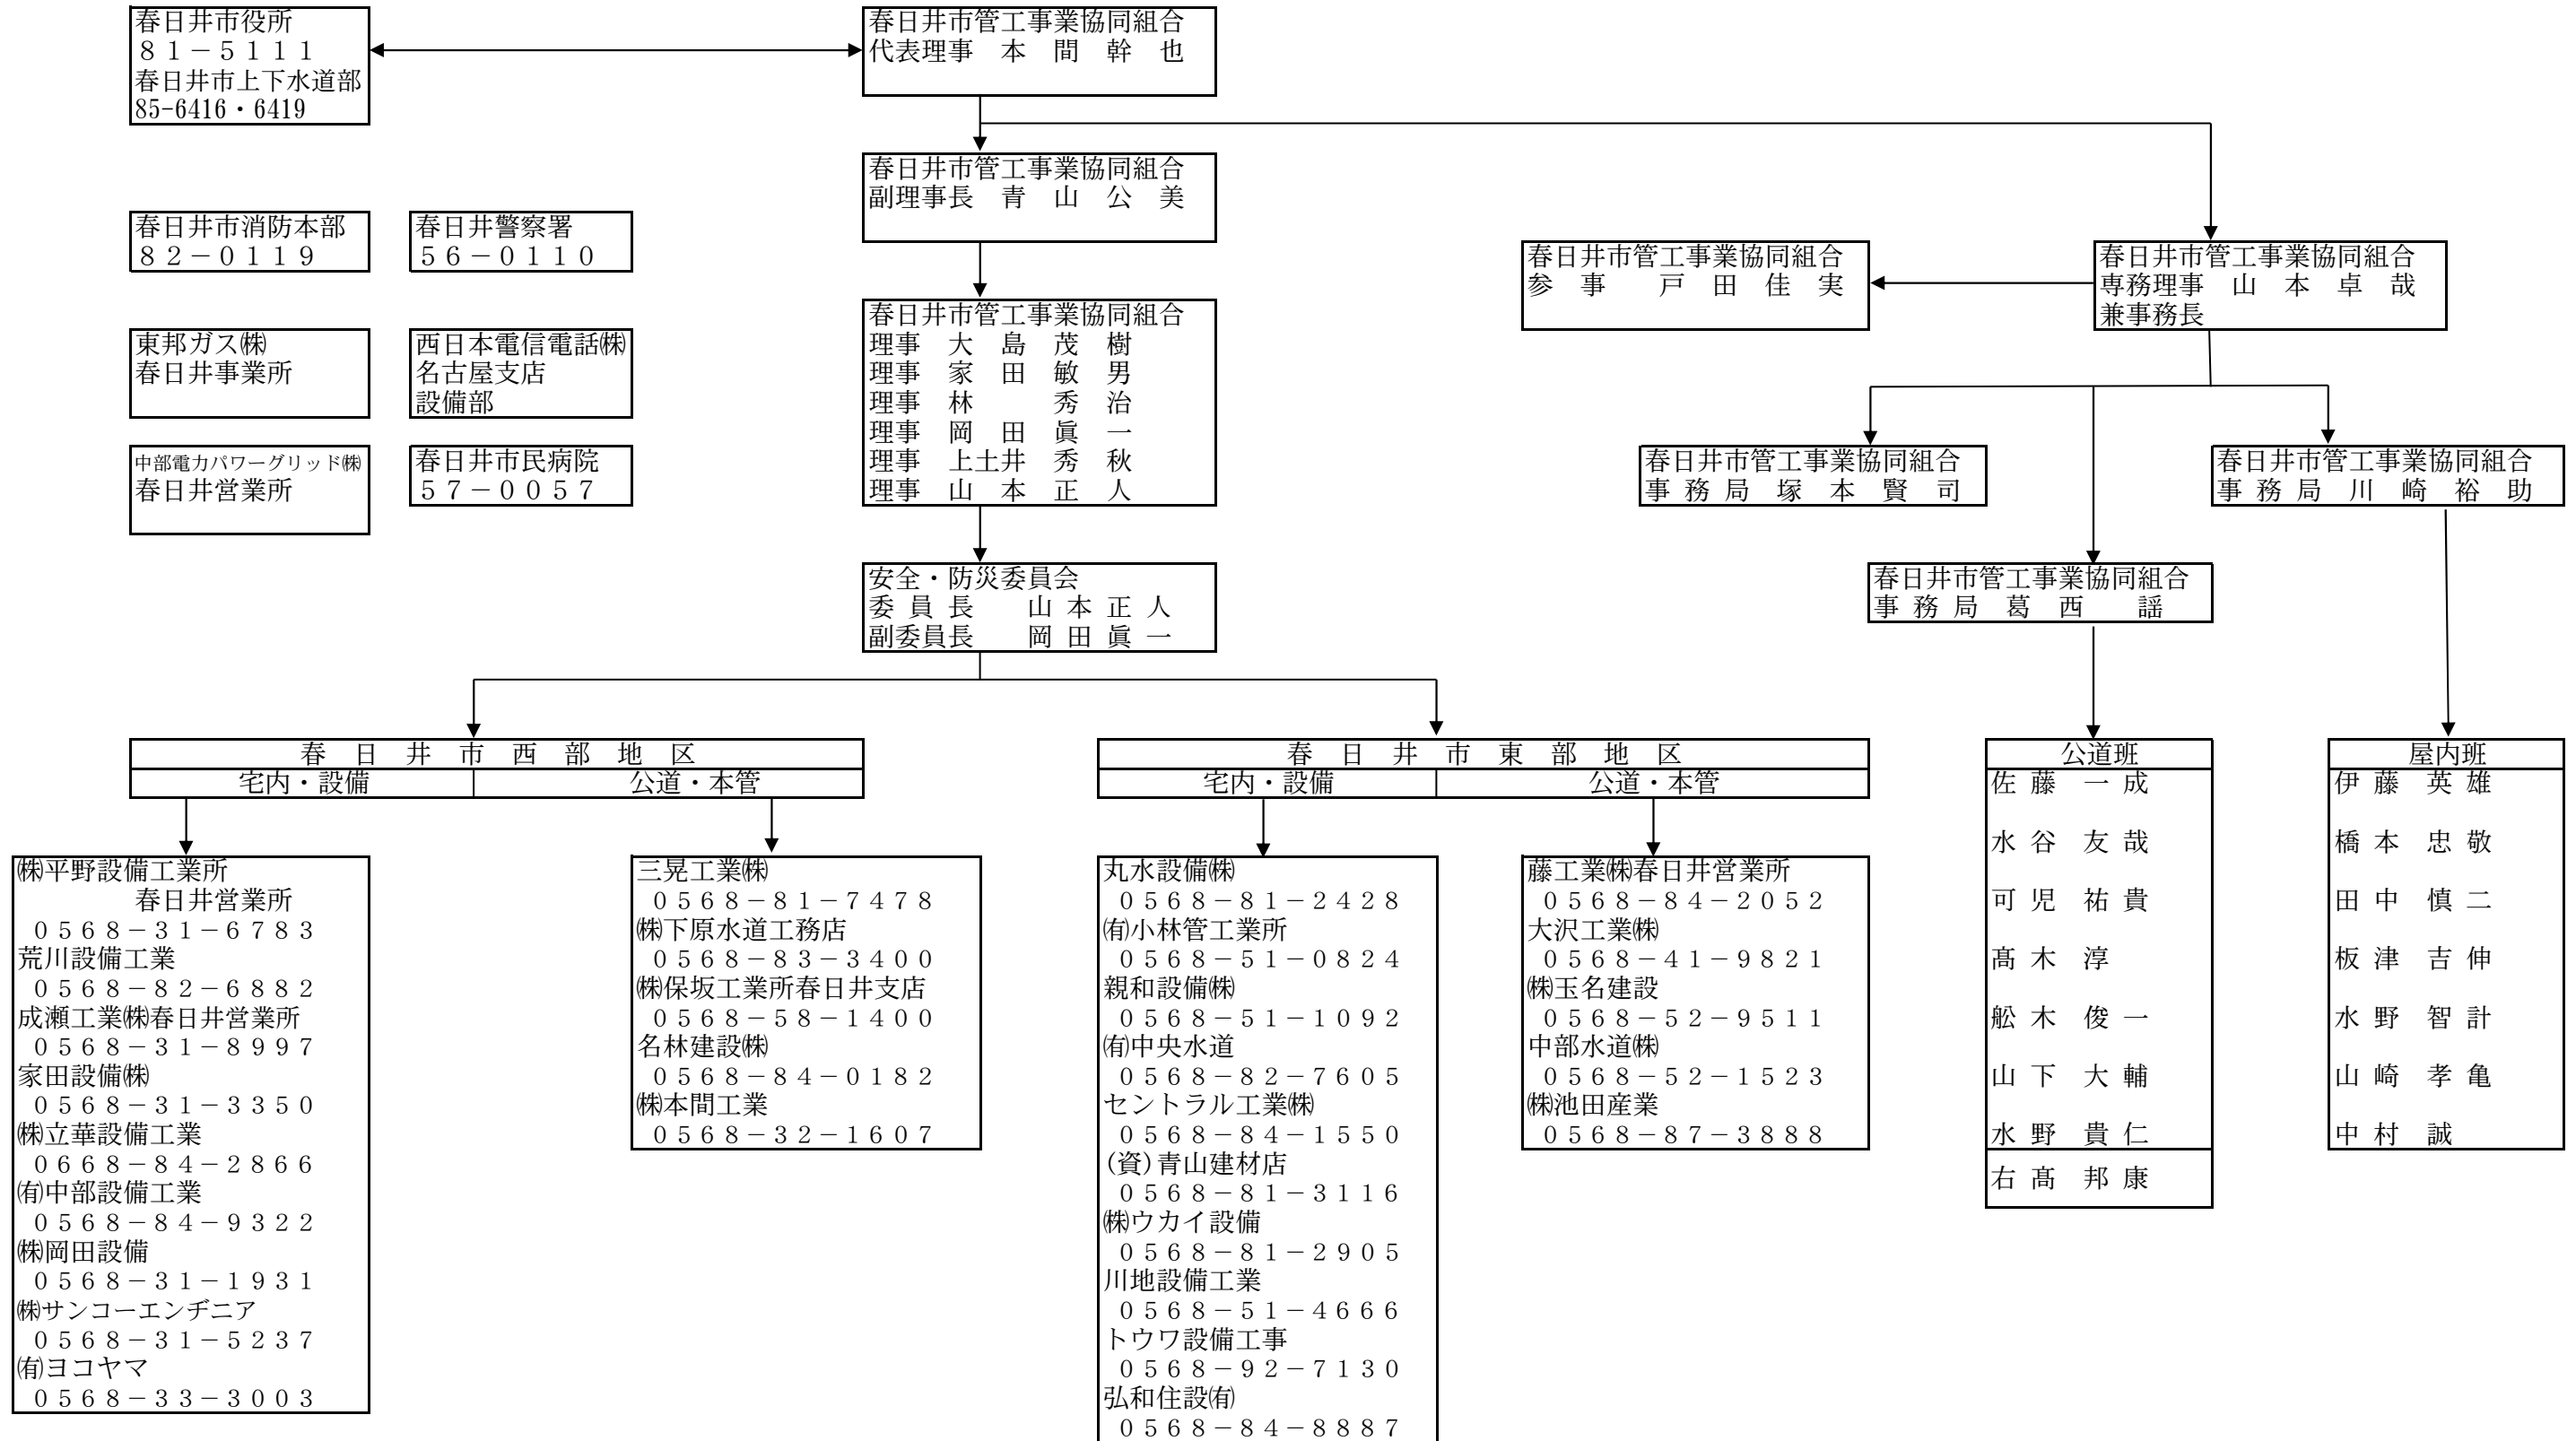 春日井市役所
８１－５１１１
春日井市上下水道部
85-6416・6419
春日井市管工事業協同組合
代表理事　本　間　幹　也
春日井市管工事業協同組合
副理事長　青　山　公　美
春日井市消防本部
８２－０１１９
春日井警察署
５６－０１１０
春日井市管工事業協同組合
参　事　　戸　田　佳　実
春日井市管工事業協同組合
専務理事　山　本　卓　哉
兼事務長
東邦ガス㈱
春日井事業所
西日本電信電話㈱
名古屋支店
設備部
春日井市管工事業協同組合
理事　大　島　茂　樹
理事　家　田　敏　男
理事　林　　　秀　治
理事　岡　田　眞　一
理事　上土井　秀　秋
理事　山　本　正　人
中部電力パワーグリッド㈱
春日井営業所
春日井市民病院
５７－００５７
春日井市管工事業協同組合
事 務 局　塚　本　賢　司
春日井市管工事業協同組合
事 務 局　川　崎　裕　助
安全・防災委員会
委 員 長　　山 本 正 人
副委員長　　岡 田 眞 一
春日井市管工事業協同組合
事 務 局　葛　西　　謡
春　日　井　市　西　部　地　区
宅内・設備　公道・本管
春　日　井　市　東　部　地　区
宅内・設備　公道・本管
公道班
佐 藤　一 成
水 谷　友 哉
可 児　祐 貴
髙 木　淳
舩 木　俊 一
山 下　大 輔
水 野　貴 仁
右 髙　邦 康
屋内班
伊 藤　英 雄
橋 本　忠 敬
田 中　慎 二
板 津　吉 伸
水 野　智 計
山 崎　孝 亀
中 村　誠
㈱平野設備工業所
春日井営業所
０５６８－３１－６７８３
荒川設備工業
０５６８－８２－６８８２
成瀬工業㈱春日井営業所
０５６８－３１－８９９７
家田設備㈱
０５６８－３１－３３５０
㈱立華設備工業
０６６８－８４－２８６６
㈲中部設備工業
０５６８－８４－９３２２
㈱岡田設備
０５６８－３１－１９３１
㈱サンコーエンヂニア
０５６８－３１－５２３７
㈲ヨコヤマ
０５６８－３３－３００３
三晃工業㈱
０５６８－８１－７４７８
㈱下原水道工務店
０５６８－８３－３４００
㈱保坂工業所春日井支店
０５６８－５８－１４００
名林建設㈱
０５６８－８４－０１８２
㈱本間工業
０５６８－３２－１６０７
丸水設備㈱
０５６８－８１－２４２８
㈲小林管工業所
０５６８－５１－０８２４
親和設備㈱
０５６８－５１－１０９２
㈲中央水道
０５６８－８２－７６０５
セントラル工業㈱
０５６８－８４－１５５０
(資)青山建材店
０５６８－８１－３１１６
㈱ウカイ設備
０５６８－８１－２９０５
川地設備工業
０５６８－５１－４６６６
トウワ設備工事
０５６８－９２－７１３０
弘和住設㈲
０５６８－８４－８８８７
藤工業㈱春日井営業所
０５６８－８４－２０５２
大沢工業㈱
０５６８－４１－９８２１
㈱玉名建設
０５６８－５２－９５１１
中部水道㈱
０５６８－５２－１５２３
㈱池田産業
０５６８－８７－３８８８